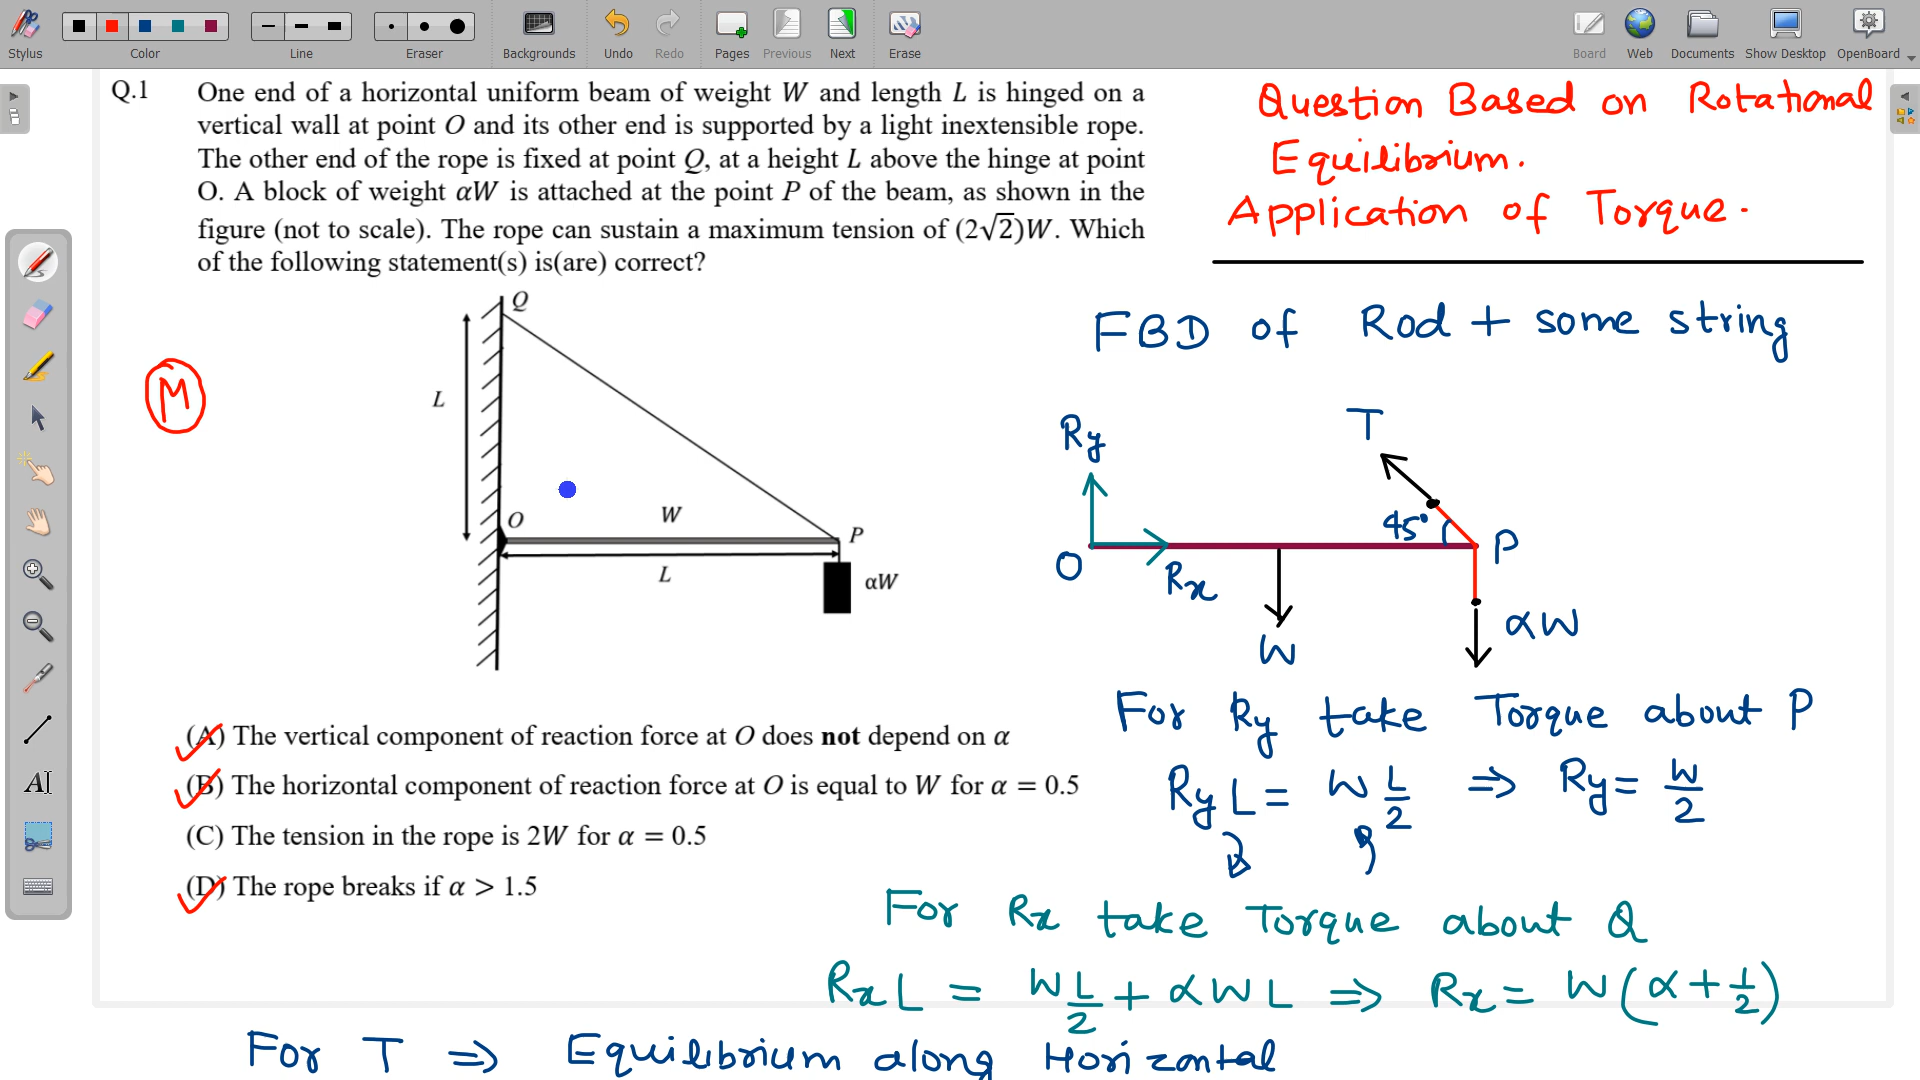 Stylus
Color
Line
Eraser
Backgrounds
Undo
Redo
Pages
Previous
Next
Erase
Board
Web
Documents
Show Desktop
OpenBoard
Q.1 One end of a horizontal uniform beam of weight W and length L is hinged on a
vertical wall at point O and its other end is supported by a light inextensible rope.
The other end of the rope is fixed at point Q, at a height L above the hinge at point
O. A block of weight αW is attached at the point P of the beam, as shown in the
figure (not to scale). The rope can sustain a maximum tension of (2√2)W. Which
of the following statement(s) is(are) correct?
Question Based on Rotational
Equilibrium.
Application of Torque.
M
Q
L
O
W
P
L
αW
FBD of Rod + some string
Ry
T
45°
O
Rx
P
W
αW
(A) The vertical component of reaction force at O does not depend on α
(B) The horizontal component of reaction force at O is equal to W for α = 0.5
(C) The tension in the rope is 2W for α = 0.5
(D) The rope breaks if α > 1.5
For Ry take Torque about P
Ry L = W L/2 ⇒ Ry = W/2
For Rx take Torque about Q
Rx L = W L/2 + αWL ⇒ Rx = W(α + 1/2)
For T ⇒ Equilibrium along Horizontal
AI